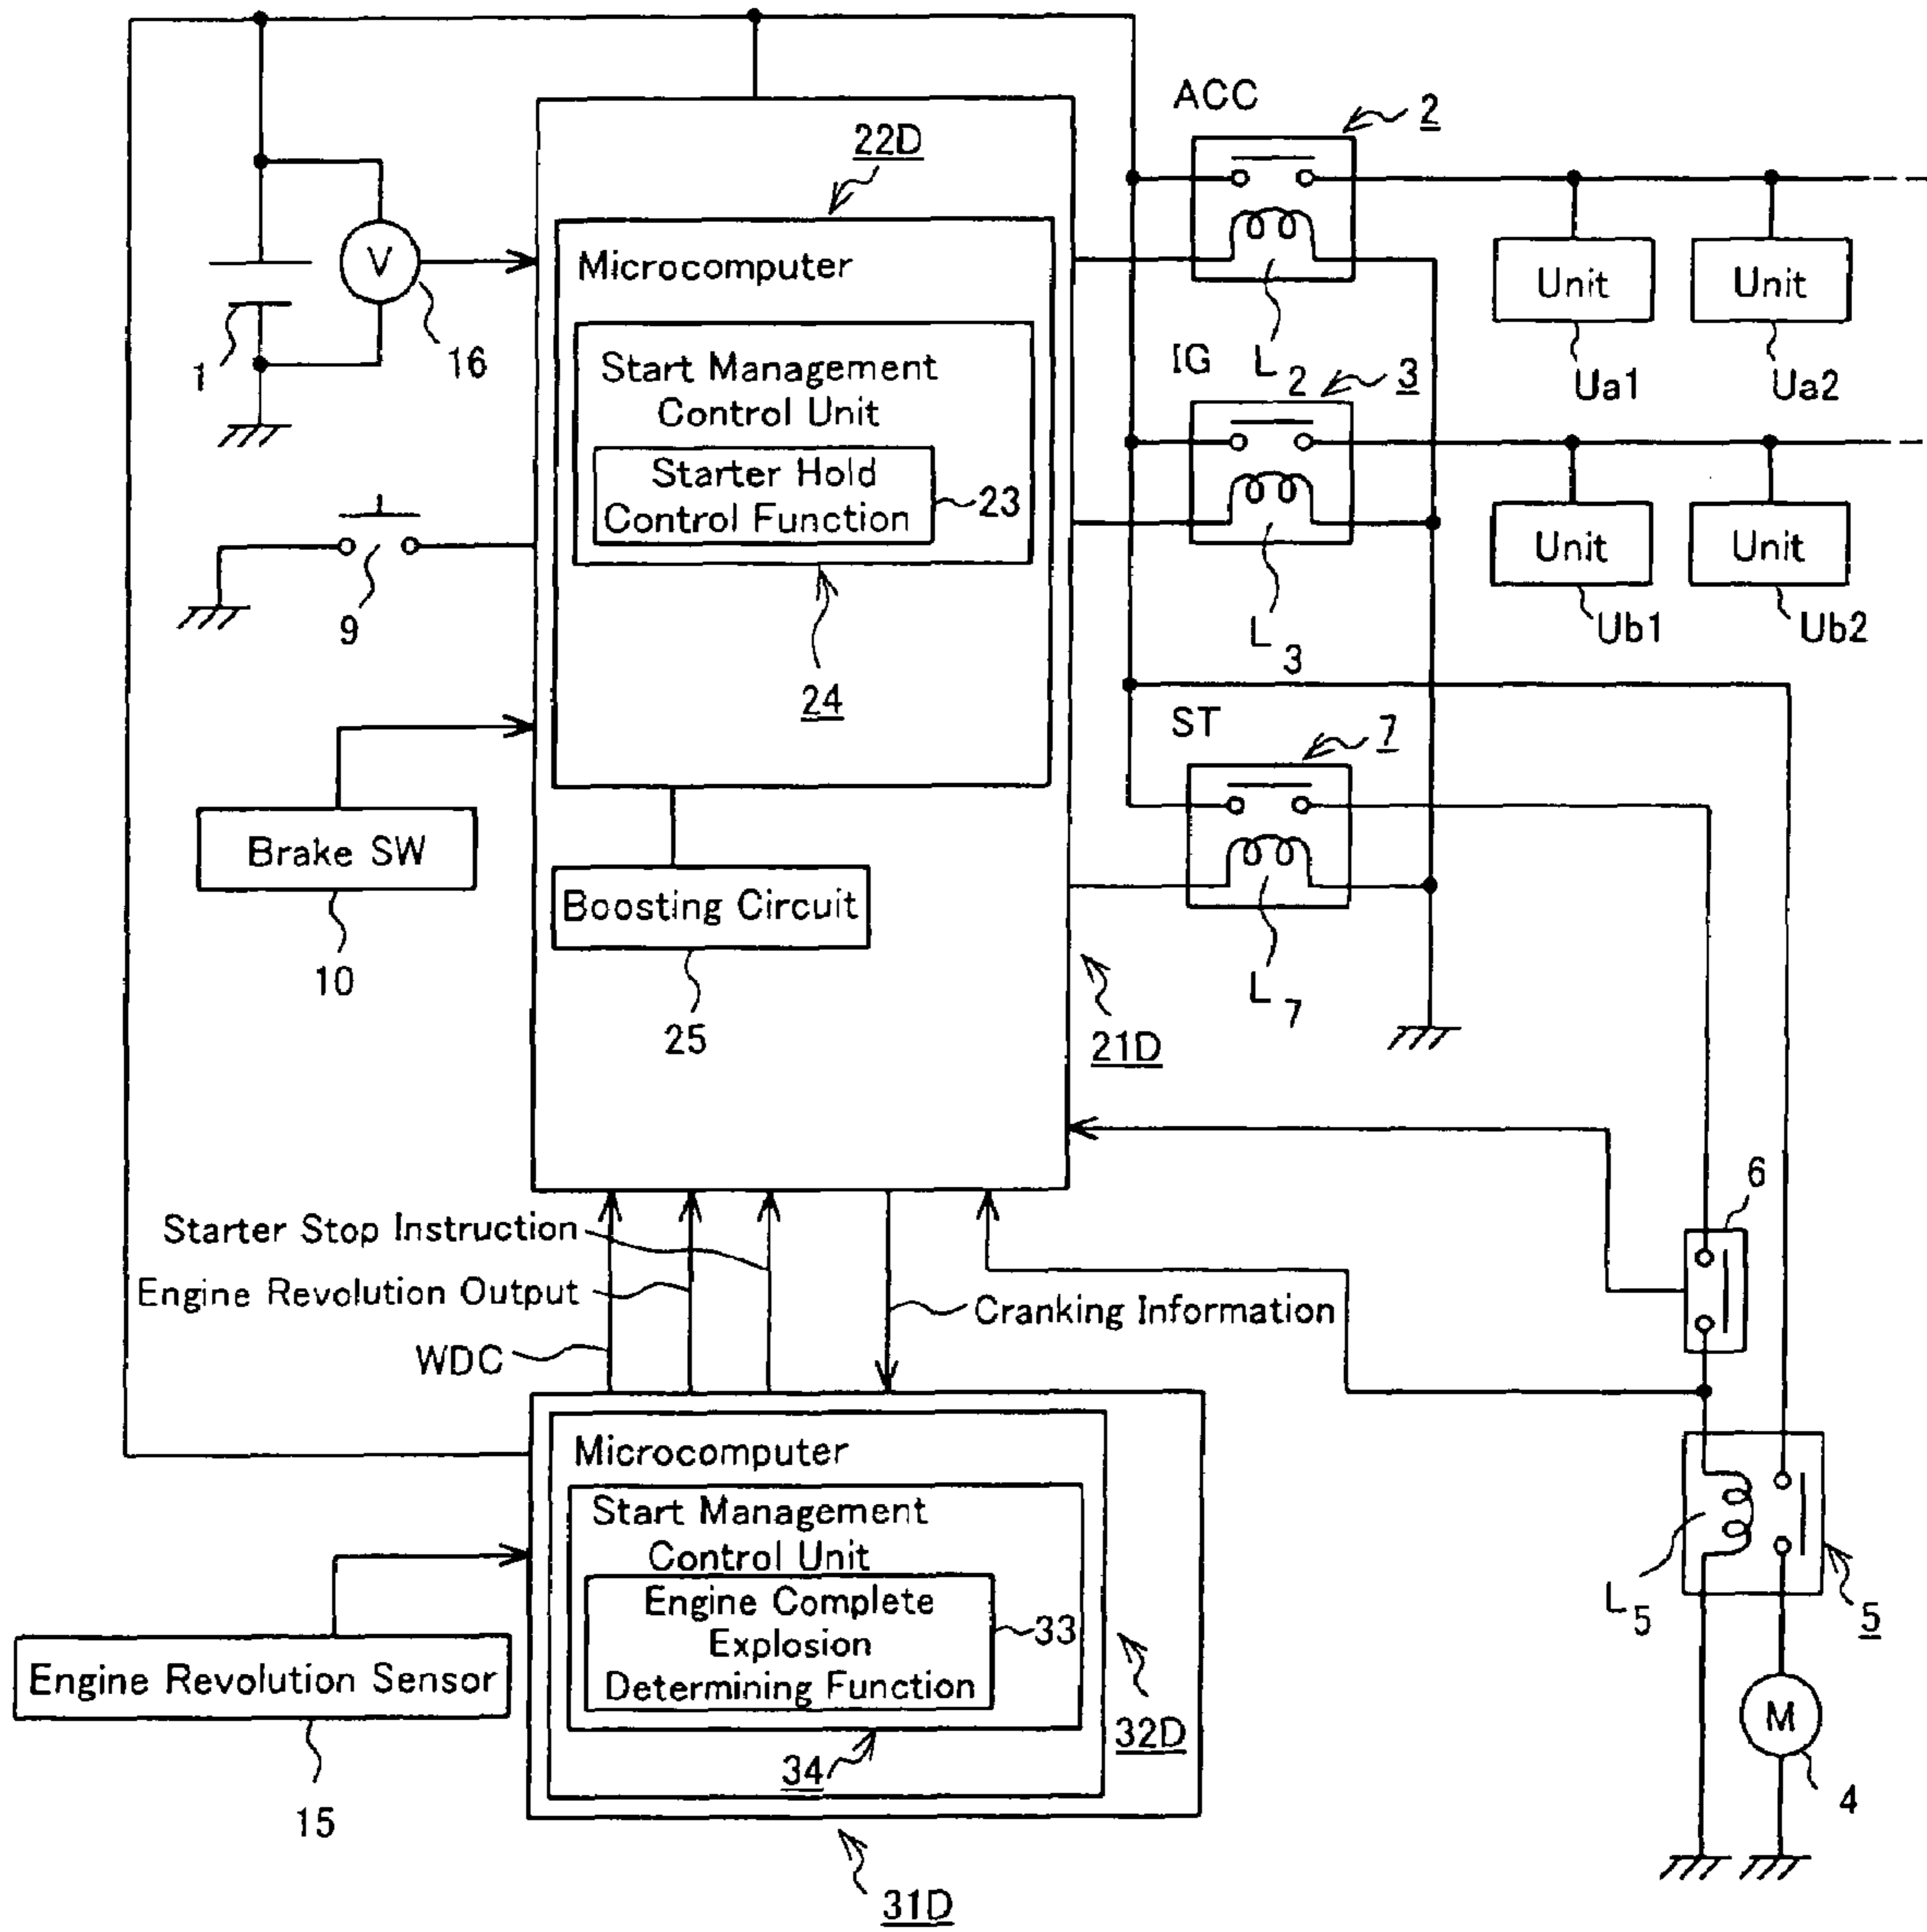 ACC
2
22D
V
Microcomputer
Unit
Unit
1
16
Start Management
Control Unit
IG
L2
3
Ua1
Ua2
Starter Hold
Control Function
23
Unit
Unit
9
L3
Ub1
Ub2
24
ST
7
Brake SW
Boosting Circuit
10
25
L7
21D
6
Starter Stop Instruction
Engine Revolution Output
Cranking Information
WDC
Microcomputer
Start Management
Control Unit
Engine Complete
Explosion
Determining Function
33
L5
5
Engine Revolution Sensor
32D
M
34
15
4
31D